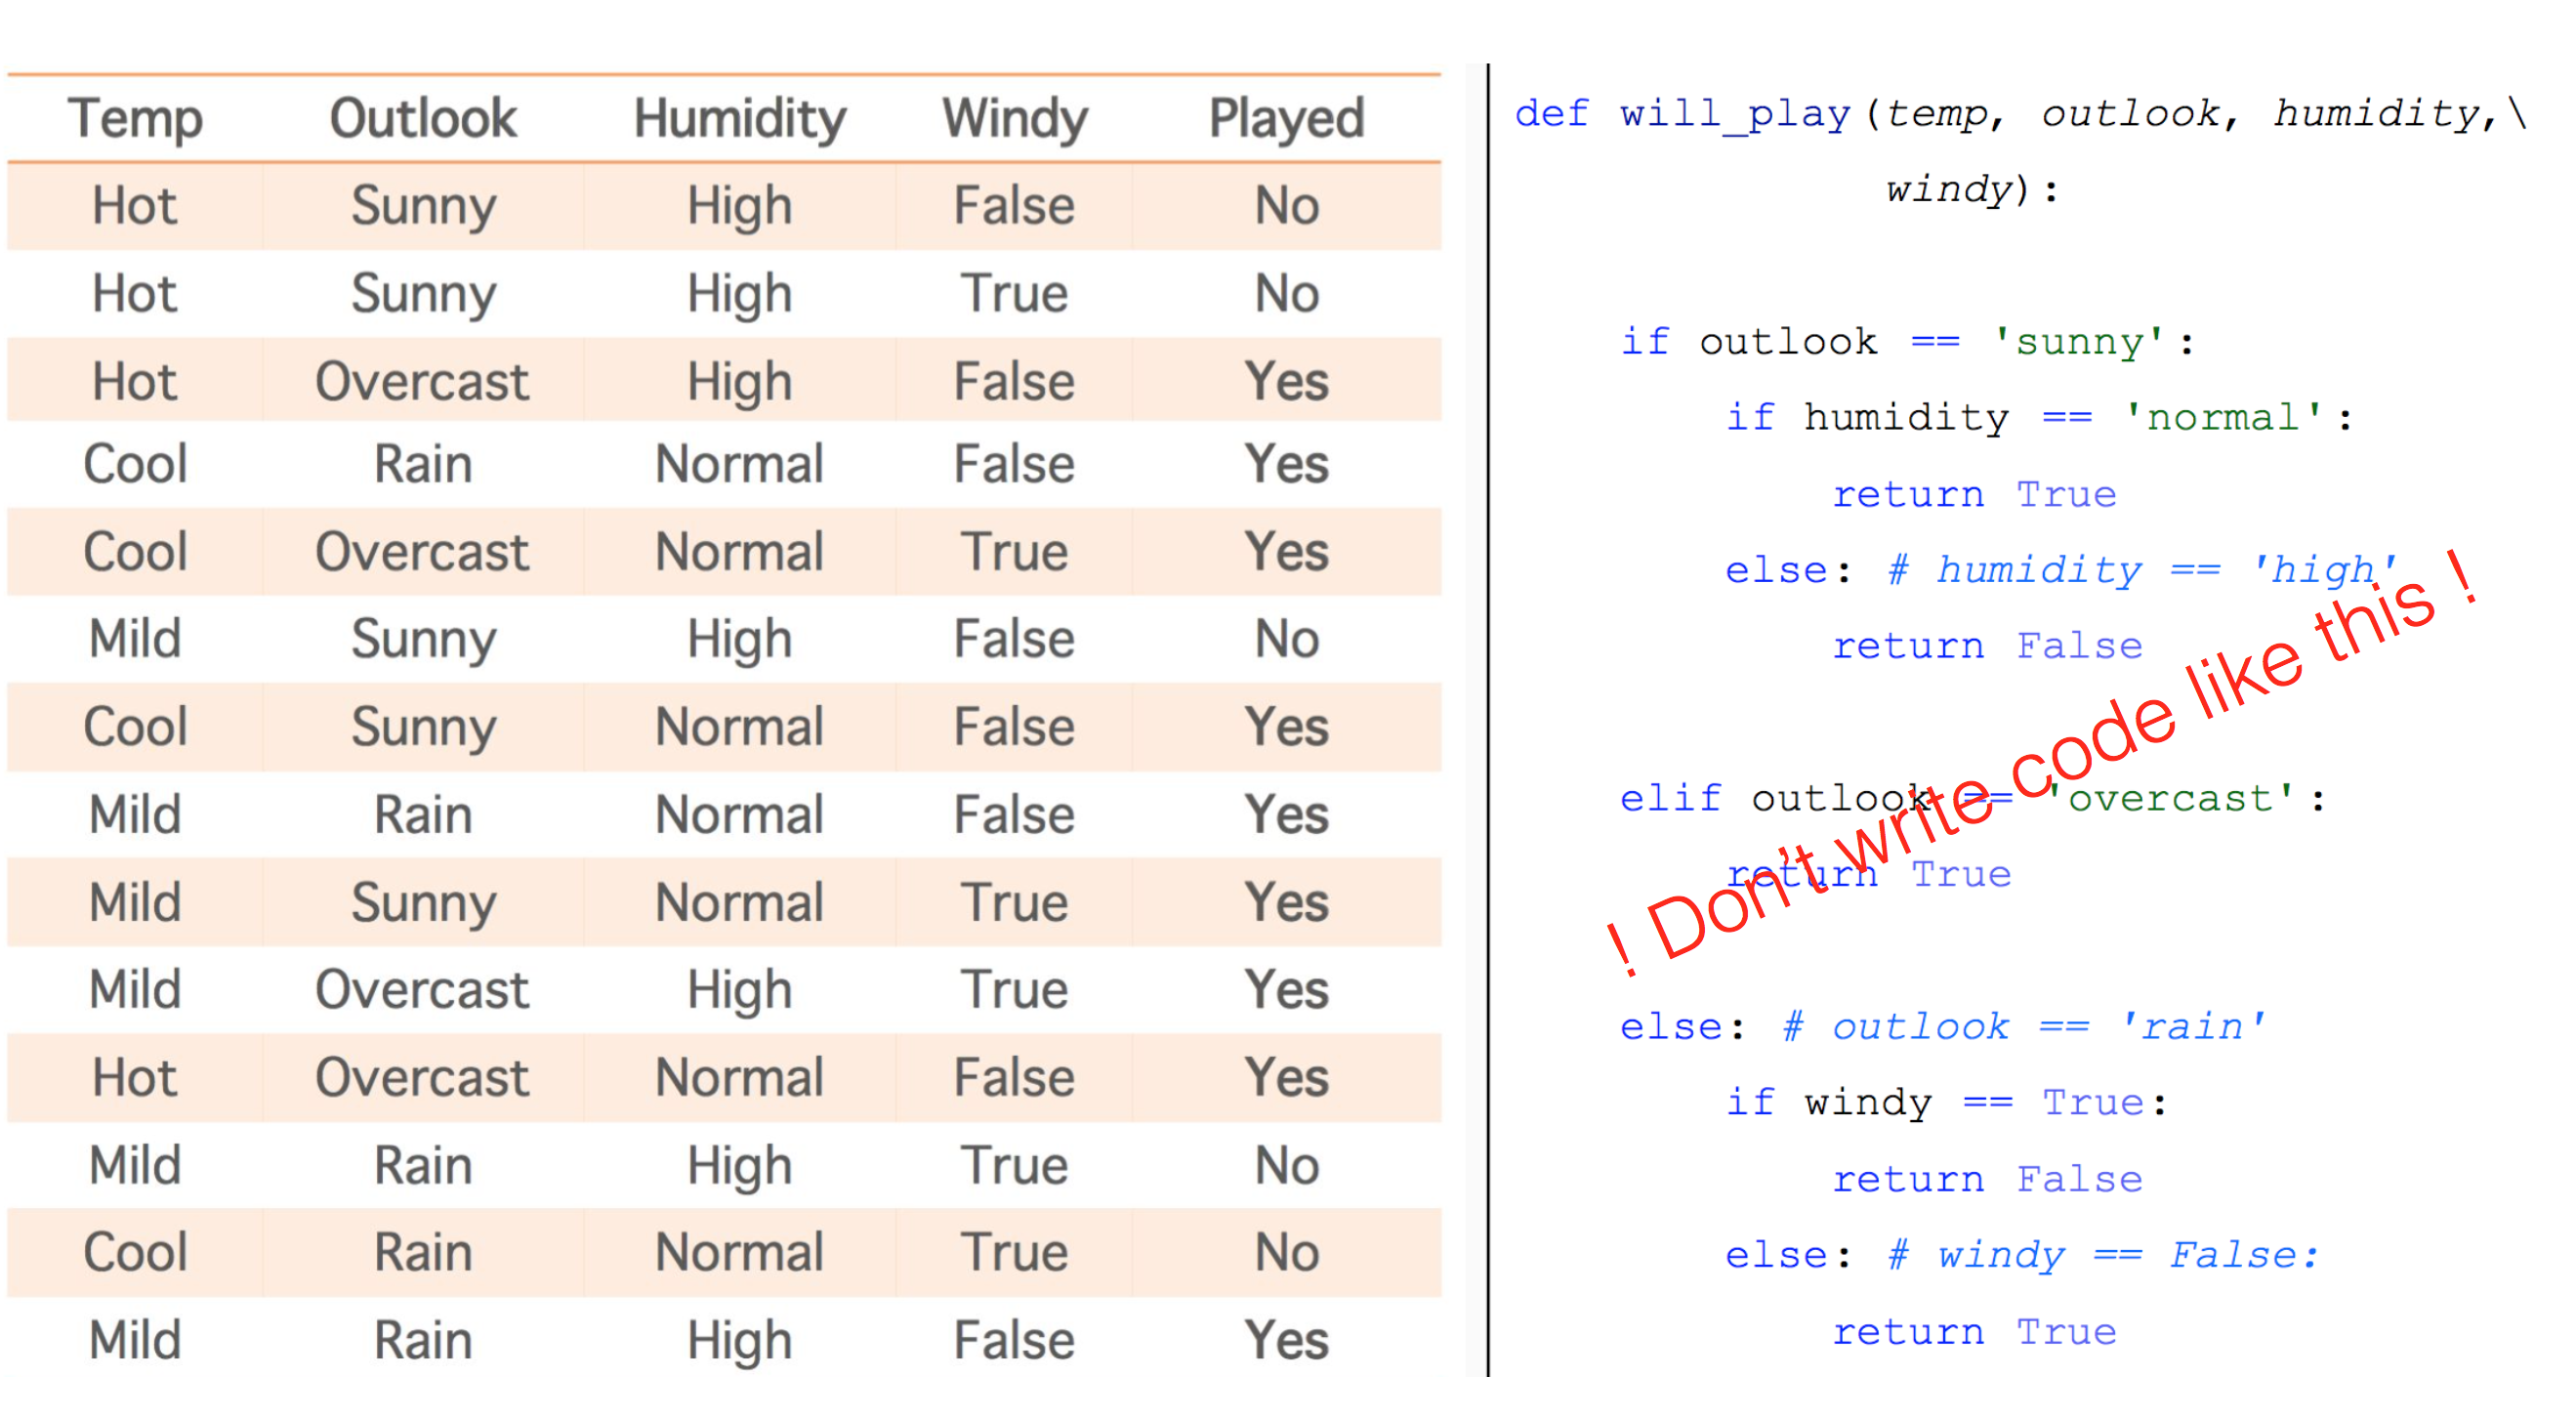 Temp Outlook Humidity Windy Played
Hot Sunny High False No
Hot Sunny High True No
Hot Overcast High False Yes
Cool Rain Normal False Yes
Cool Overcast Normal True Yes
Mild Sunny High False No
Cool Sunny Normal False Yes
Mild Rain Normal False Yes
Mild Sunny Normal True Yes
Mild Overcast High True Yes
Hot Overcast Normal False Yes
Mild Rain High True No
Cool Rain Normal True No
Mild Rain High False Yes
def will_play(temp, outlook, humidity,\
windy):
if outlook == 'sunny':
if humidity == 'normal':
return True
else: # humidity == 'high'
return False
elif outlook == 'overcast':
return True
else: # outlook == 'rain'
if windy == True:
return False
else: # windy == False:
return True
! Don't write code like this !